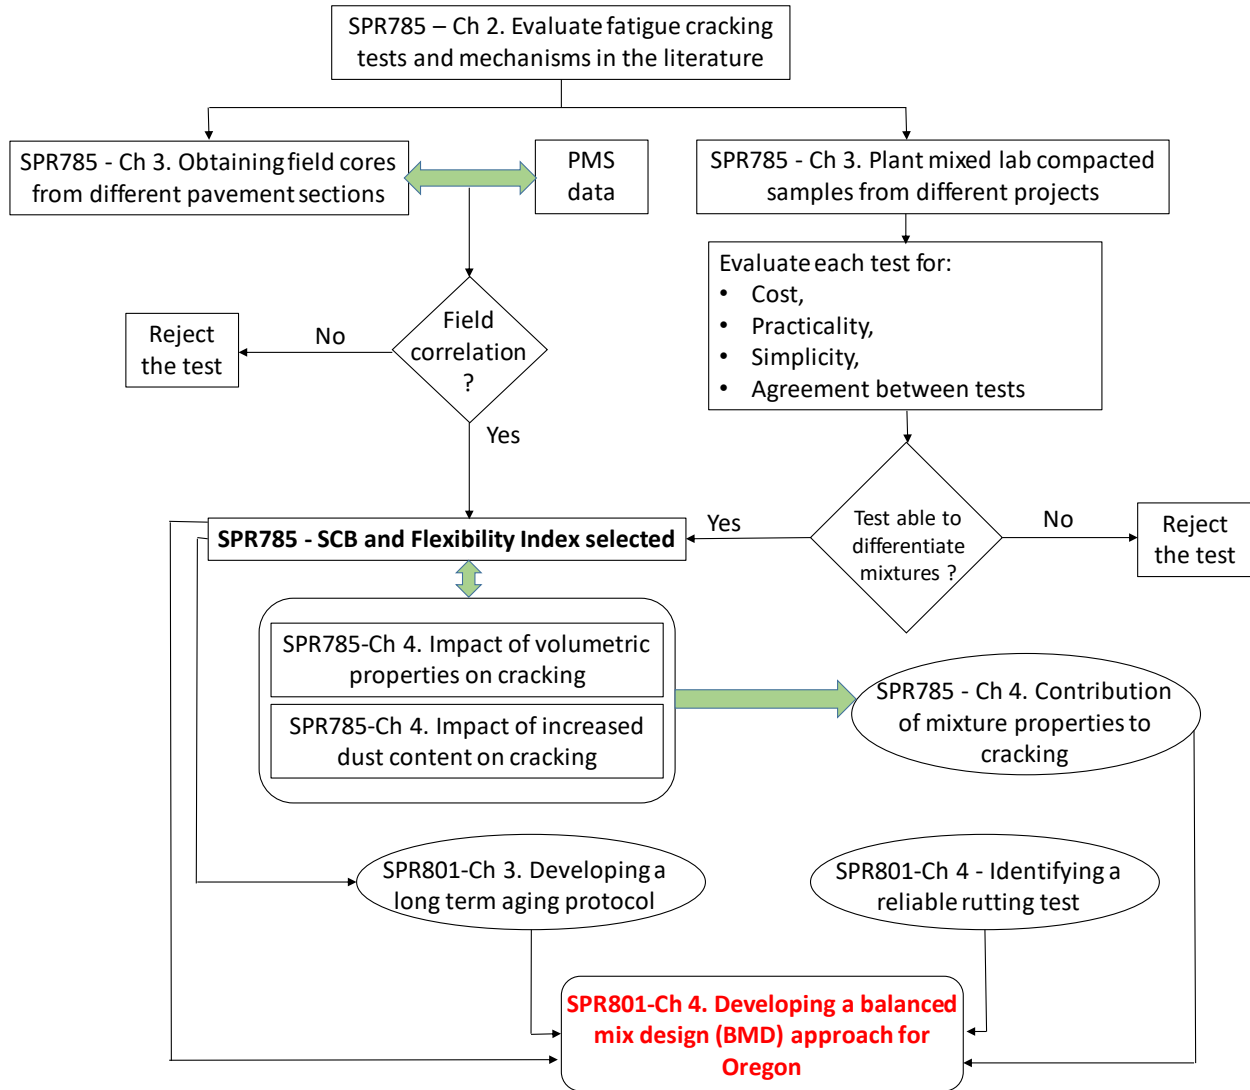 SPR785 – Ch 2. Evaluate fatigue cracking
tests and mechanisms in the literature
SPR785 - Ch 3. Obtaining field cores
from different pavement sections
PMS
data
SPR785 - Ch 3. Plant mixed lab compacted
samples from different projects
Evaluate each test for:
• Cost,
• Practicality,
• Simplicity,
• Agreement between tests
Reject
the test
No
Field
correlation
?
Yes
SPR785 - SCB and Flexibility Index selected
Yes
Test able to
differentiate
mixtures ?
No
Reject
the test
SPR785-Ch 4. Impact of volumetric
properties on cracking
SPR785-Ch 4. Impact of increased
dust content on cracking
SPR785 - Ch 4. Contribution
of mixture properties to
cracking
SPR801-Ch 3. Developing a
long term aging protocol
SPR801-Ch 4 - Identifying a
reliable rutting test
SPR801-Ch 4. Developing a balanced
mix design (BMD) approach for
Oregon